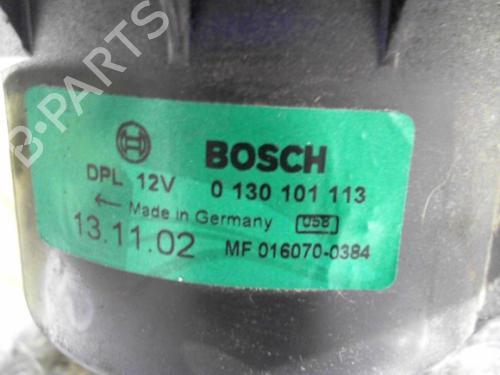 BOSCH
DPL 12V 0 130 101 113
← Made in Germany 058
13.11.02 MF 016070-0384
B-PARTS